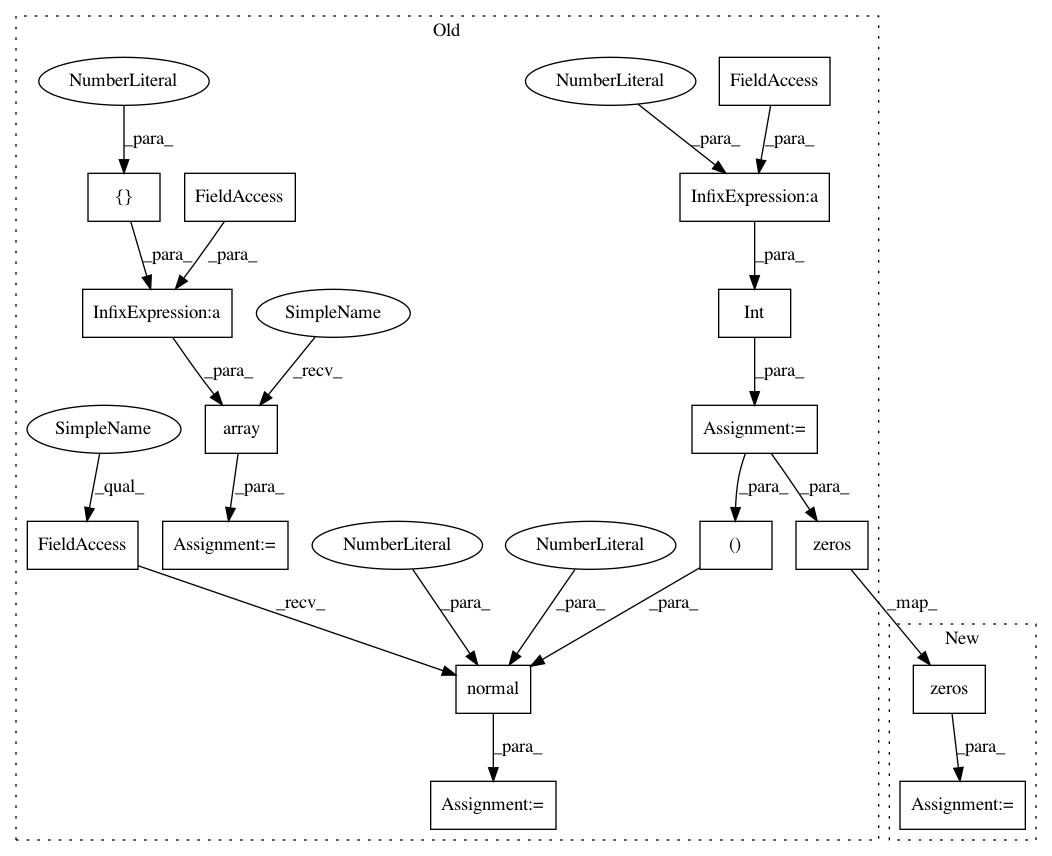 Old
NumberLiteral
NumberLiteral
FieldAccess
_para_
_para_
_para_
{}
FieldAccess
InfixExpression:a
_para_
_para_
_para_
InfixExpression:a
SimpleName
Int
_para_
_recv_
_para_
SimpleName
array
Assignment:=
_qual_
_para_
_para_
_para_
FieldAccess
Assignment:=
NumberLiteral
NumberLiteral
()
zeros
_recv_
_para_
_para_
_para_
_map_
New
normal
zeros
_para_
_para_
Assignment:=
Assignment:=